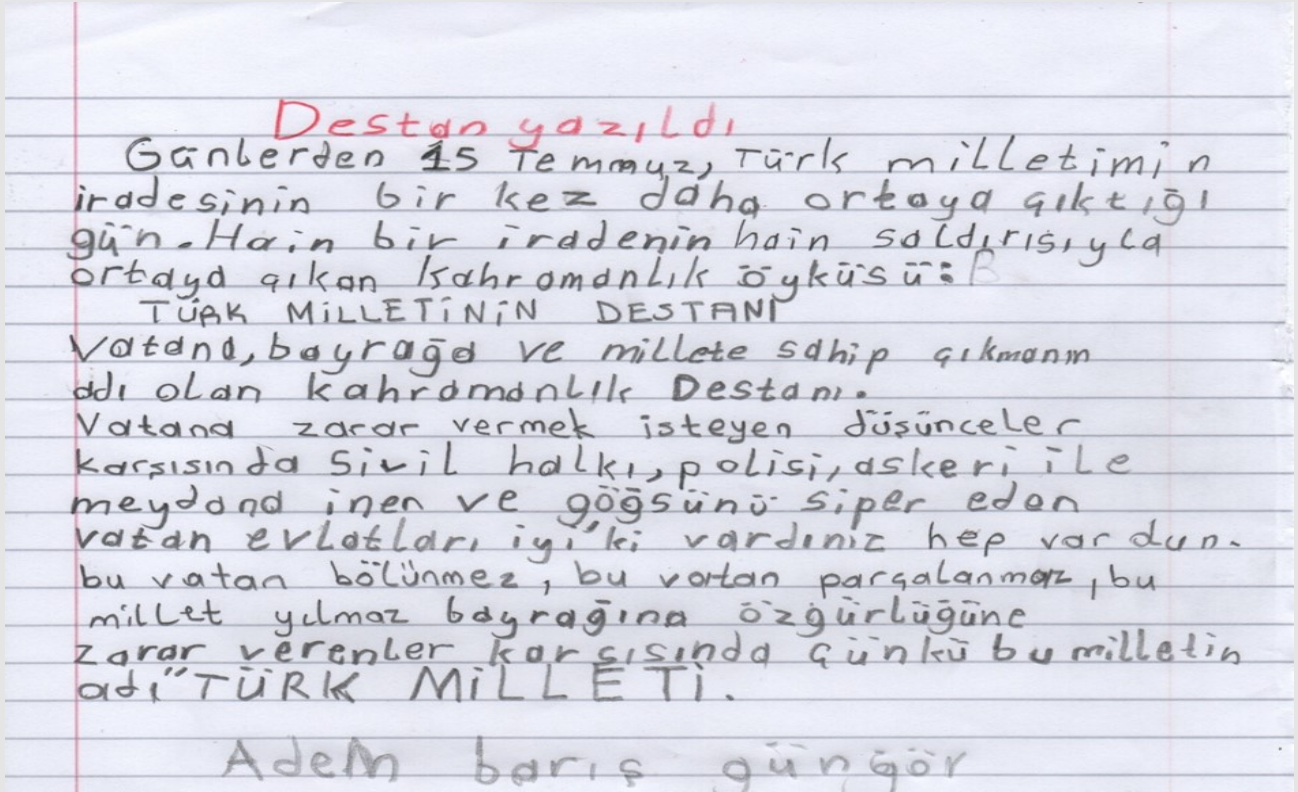 Destan yazıldı
Günlerden 15 Temmuz, Türk milletimin
iradesinin bir kez daha ortaya çıktığı
gün. Hain bir iradenin hain saldırısıyla
ortaya çıkan kahramanlık öyküsü:
TÜRK MİLLETİNİN DESTANI
Vatana, bayrağa ve millete sahip çıkmanın
adı olan kahramanlık Destanı.
Vatana zarar vermek isteyen düşünceler
karşısında Sivil halkı, polisi, askeri ile
meydana inen ve göğsünü siper eden
vatan evlatları iyi'ki vardınız hep var olun.
bu vatan bölünmez, bu vatan parçalanmaz, bu
millet yılmaz bayrağına özgürlüğüne
zarar verenler karşısında çünkü bu milletin
adı "TÜRK MİLLETİ.
Adem barış güngör